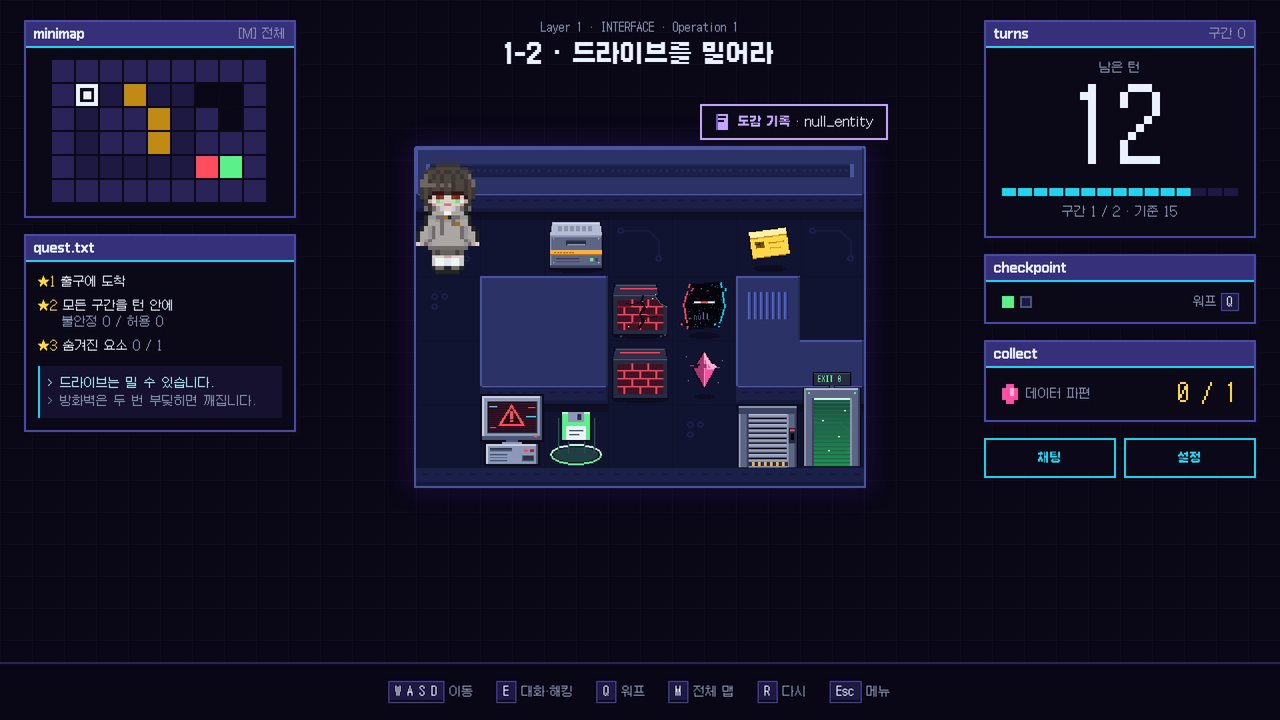 minimap
[M] 전체
quest.txt
★1 출구에 도착
★2 모든 구간을 턴 안에
불안정 0 / 허용 0
★3 숨겨진 요소 0 / 1
> 드라이브는 밀 수 있습니다.
> 방화벽은 두 번 부딪히면 깨집니다.
Layer 1 · INTERFACE · Operation 1
1-2 · 드라이브를 밀어라
도감 기록 · null_entity
null
EXIT 0
turns
구간 0
남은 턴
12
구간 1 / 2 · 기준 15
checkpoint
워프 Q
collect
데이터 파편
0 / 1
채팅
설정
W A S D 이동
E 대화·해킹
Q 워프
M 전체 맵
R 다시
Esc 메뉴